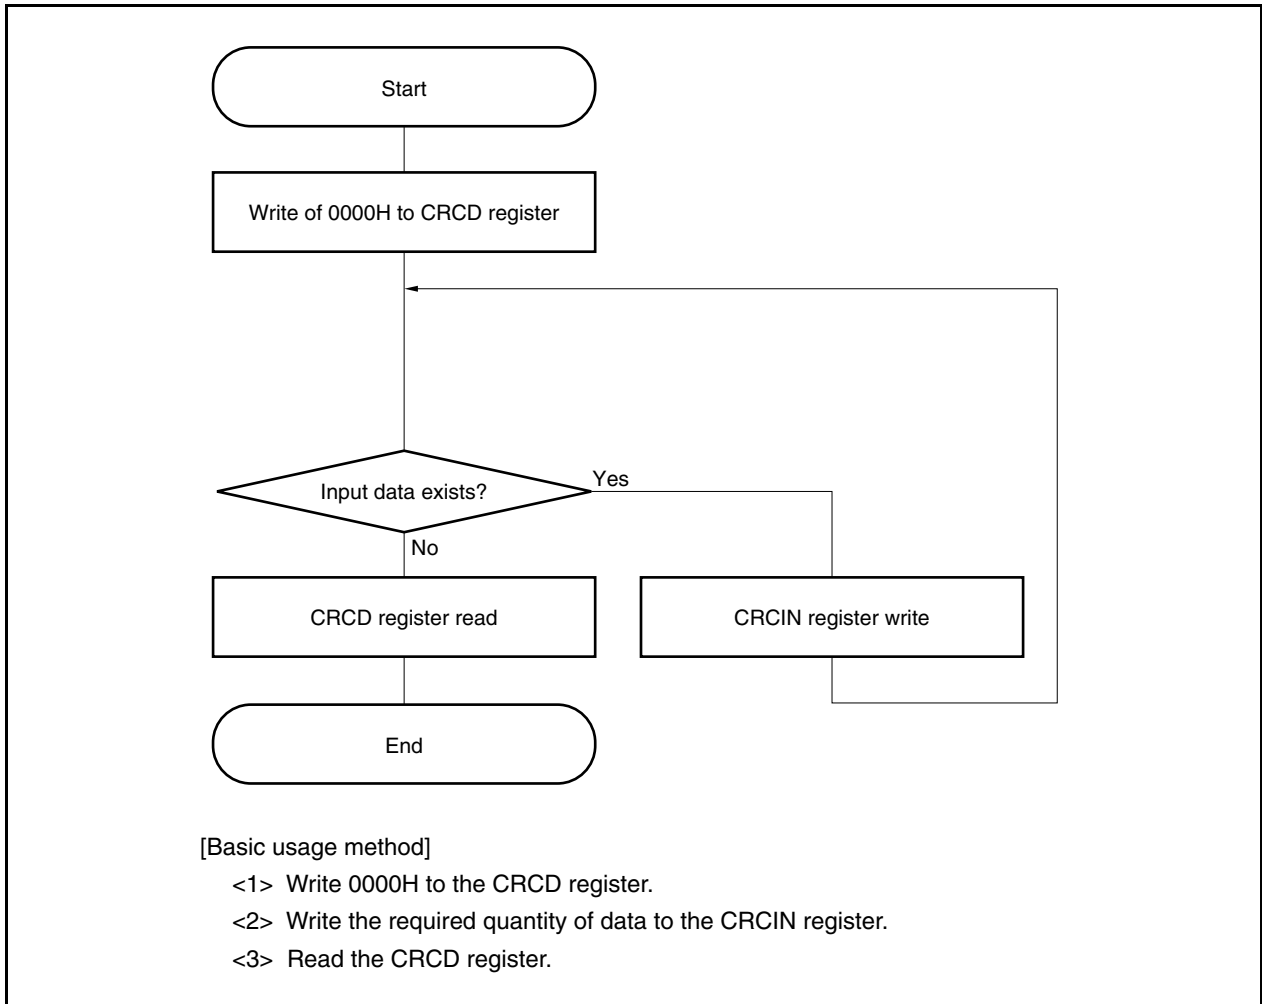 Start
Write of 0000H to CRCD register
Input data exists?
Yes
No
CRCD register read
CRCIN register write
End
[Basic usage method]
<1> Write 0000H to the CRCD register.
<2> Write the required quantity of data to the CRCIN register.
<3> Read the CRCD register.